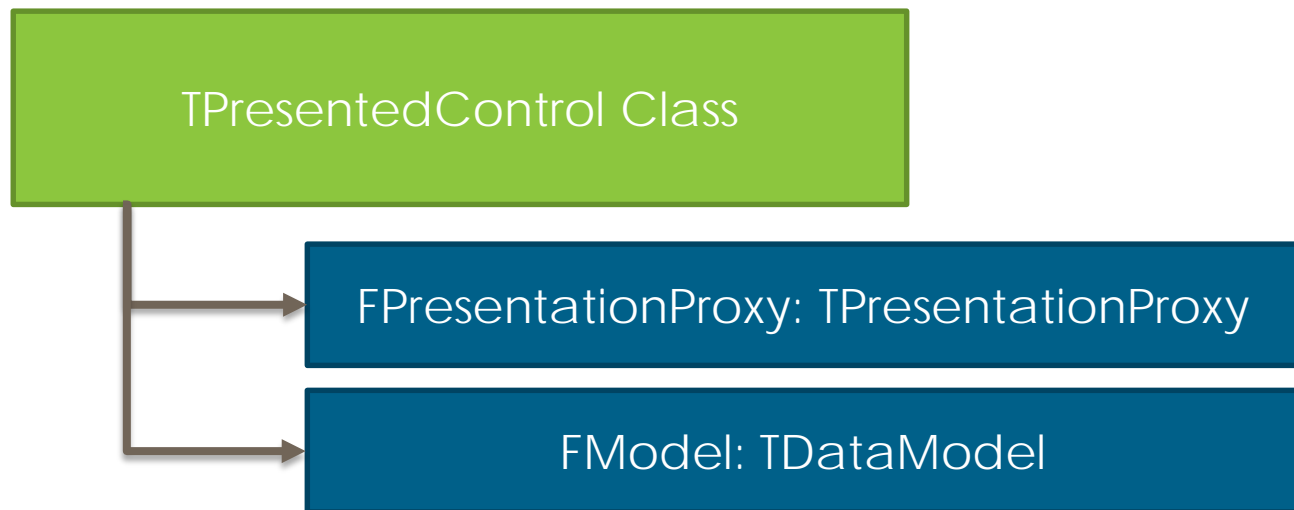 TPresentedControl Class
FPresentationProxy: TPresentationProxy
FModel: TDataModel